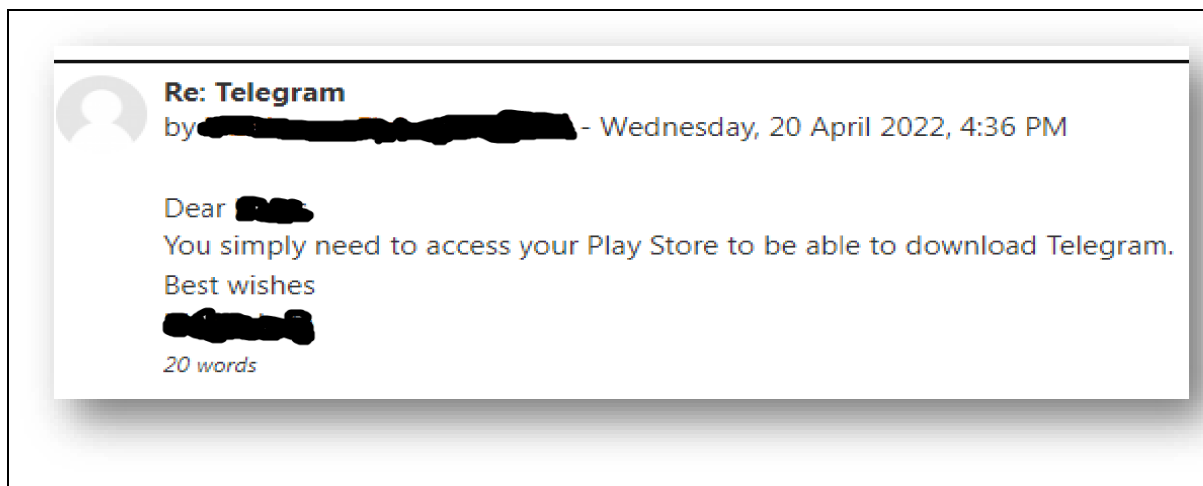 Re: Telegram
by - Wednesday, 20 April 2022, 4:36 PM
Dear
You simply need to access your Play Store to be able to download Telegram.
Best wishes
20 words